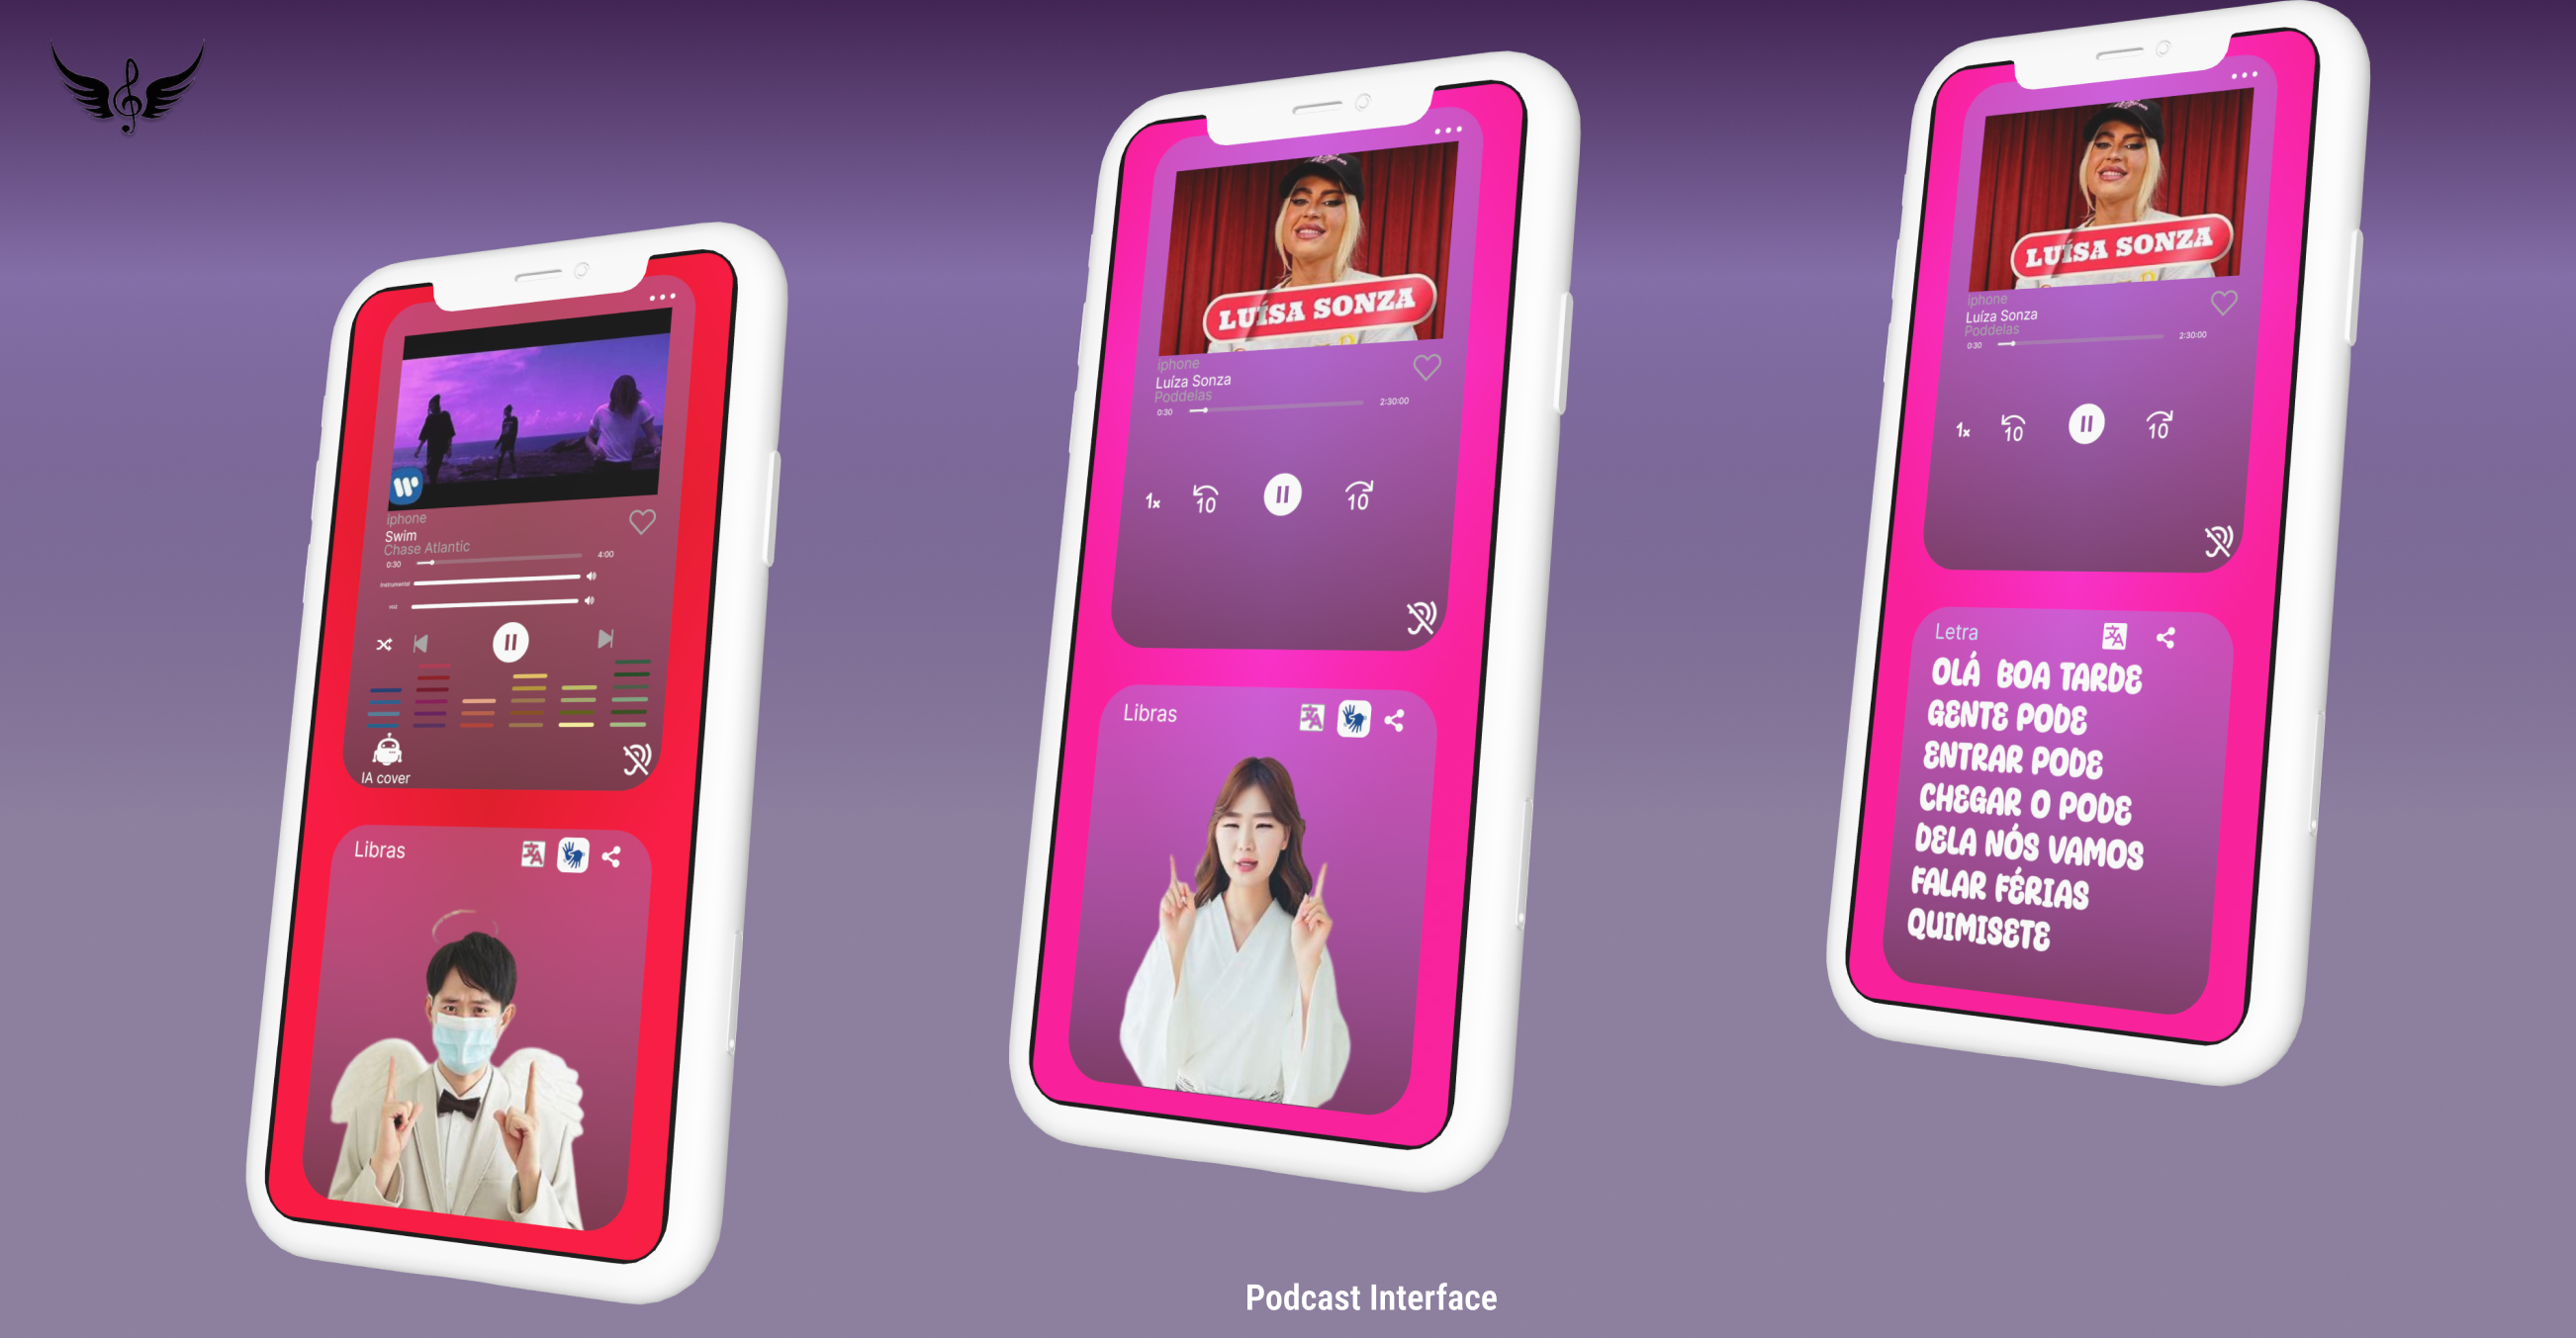 iphone
Swim
Chase Atlantic
0:30
4:00
Instrumental
voz
IA cover
Libras
LUÍSA SONZA
iphone
Luíza Sonza
Poddelas
0:30
2:30:00
1x
10
10
Libras
LUÍSA SONZA
iphone
Luíza Sonza
Poddelas
0:30
2:30:00
1x
10
10
Letra
OLÁ BOA TARDE
GENTE PODE
ENTRAR PODE
CHEGAR O PODE
DELA NÓS VAMOS
FALAR FÉRIAS
QUIMISETE
Podcast Interface